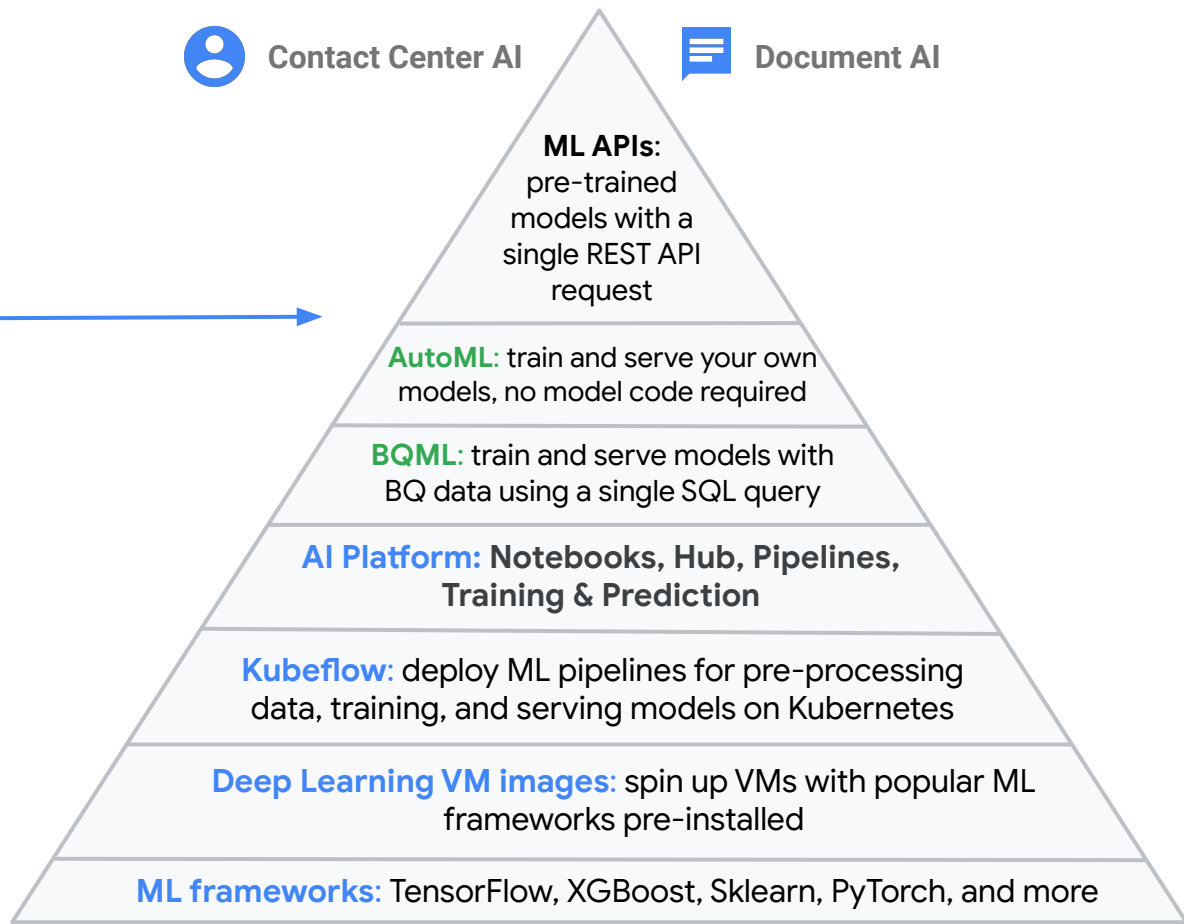 Contact Center AI
Document AI
ML APIs:
pre-trained
models with a
single REST API
request
AutoML: train and serve your own
models, no model code required
BQML: train and serve models with
BQ data using a single SQL query
AI Platform: Notebooks, Hub, Pipelines,
Training & Prediction
Kubeflow: deploy ML pipelines for pre-processing
data, training, and serving models on Kubernetes
Deep Learning VM images: spin up VMs with popular ML
frameworks pre-installed
ML frameworks: TensorFlow, XGBoost, Sklearn, PyTorch, and more